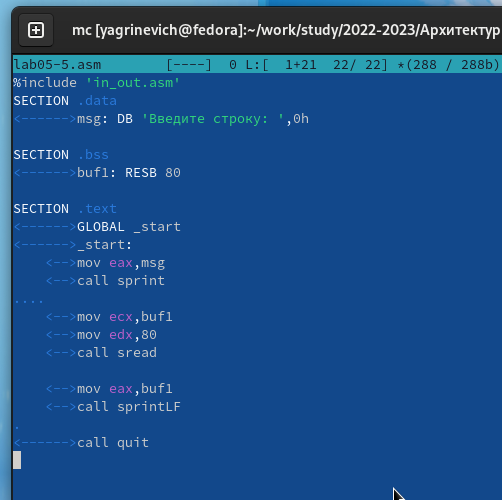 mc [yagrinevich@fedora]:~/work/study/2022-2023/Архитектур
lab05-5.asm [----] 0 L:[ 1+21 22/ 22] *(288 / 288b)
%include 'in_out.asm'
SECTION .data
<------>msg: DB 'Введите строку: ',0h
SECTION .bss
<------>buf1: RESB 80
SECTION .text
<------>GLOBAL _start
<------>_start:
<-->mov eax,msg
<-->call sprint
....
<-->mov ecx,buf1
<-->mov edx,80
<-->call sread
<-->mov eax,buf1
<-->call sprintLF
.
<------>call quit